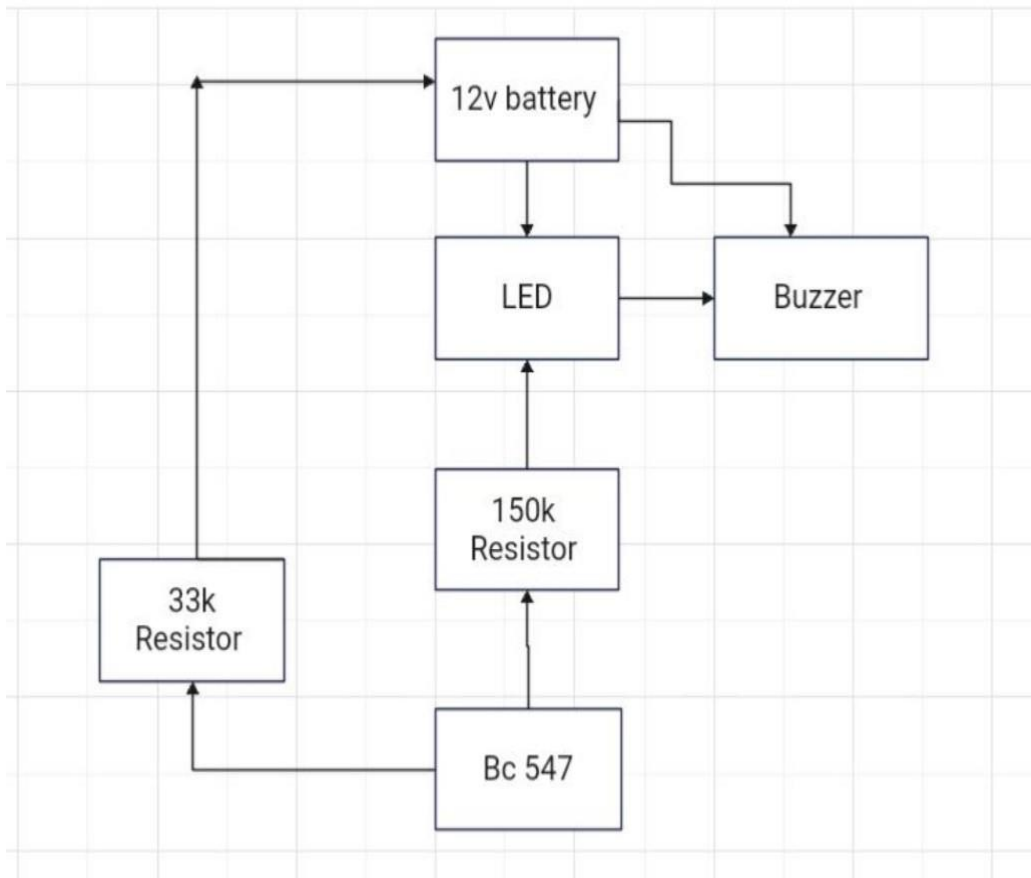 12v battery
LED
Buzzer
150k
Resistor
33k
Resistor
Bc 547